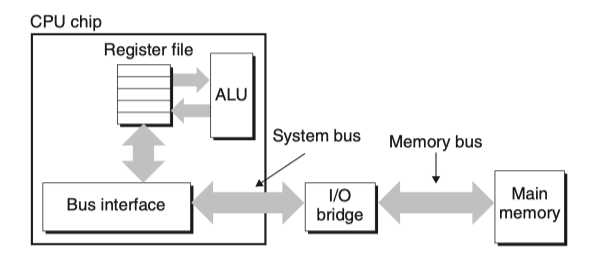 CPU chip
Register file
ALU
System bus
Memory bus
Bus interface
I/O
bridge
Main
memory